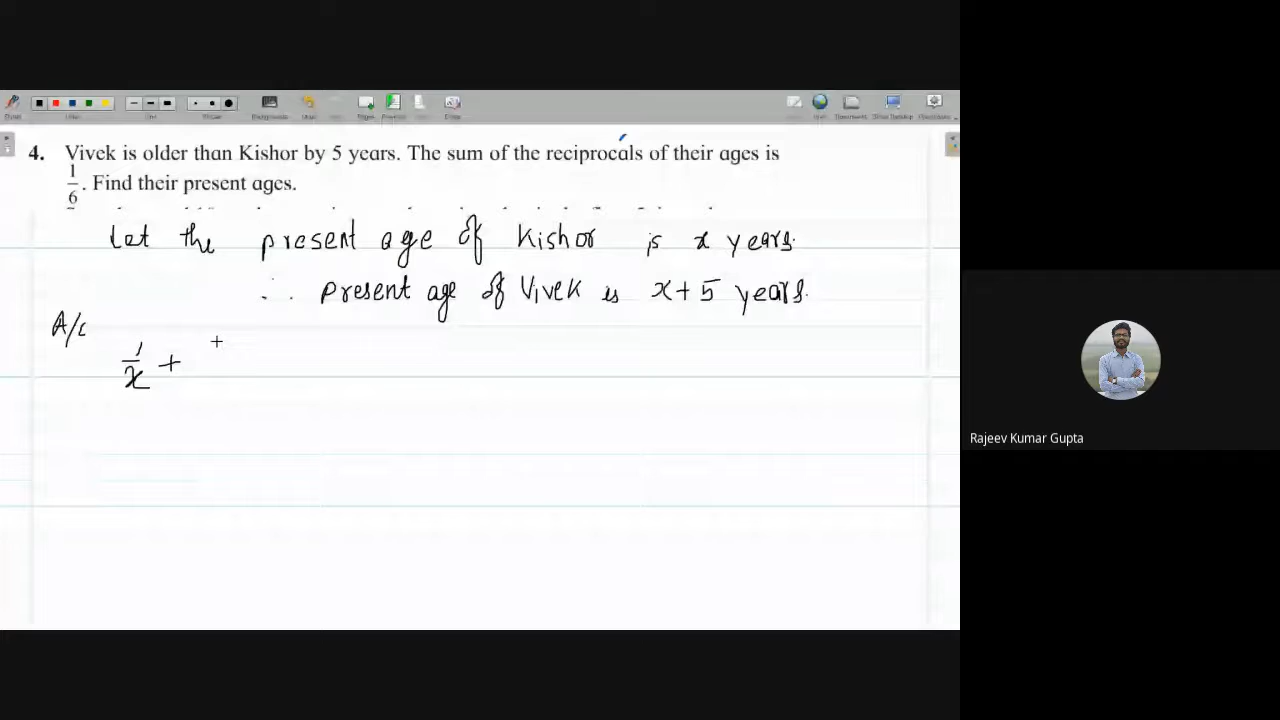 4. Vivek is older than Kishor by 5 years. The sum of the reciprocals of their ages is
1/6. Find their present ages.
Let the present age of Kishor is x years.
∴ present age of Vivek is x+5 years.
A/c
1/x +
Rajeev Kumar Gupta